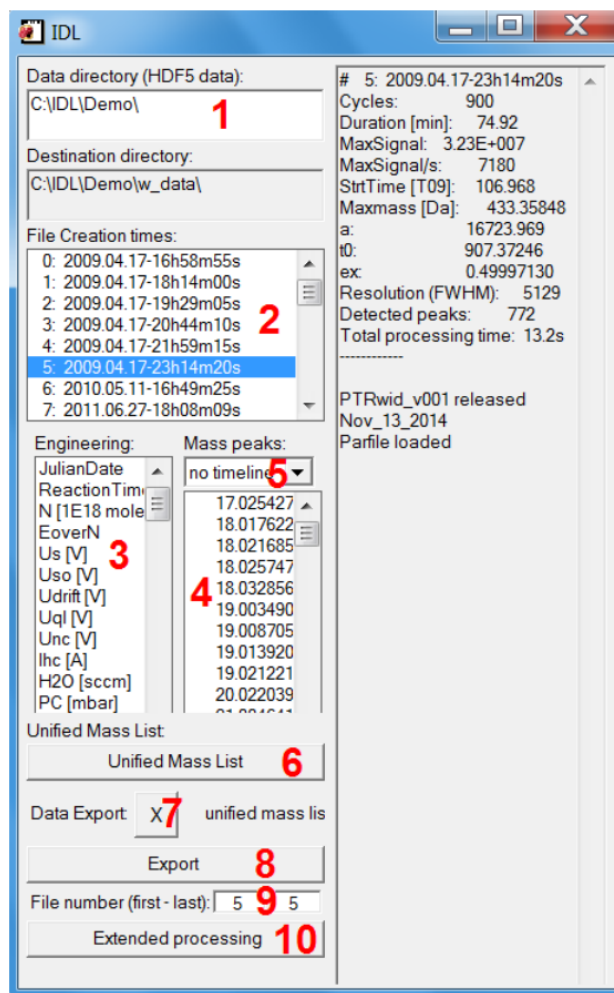 IDL
Data directory (HDF5 data):
C:\IDL\Demo\
1
Destination directory:
C:\IDL\Demo\w_data\
File Creation times:
0: 2009.04.17-16h58m55s
1: 2009.04.17-18h14m00s
2: 2009.04.17-19h29m05s
3: 2009.04.17-20h44m10s
4: 2009.04.17-21h59m15s
5: 2009.04.17-23h14m20s
6: 2010.05.11-16h49m25s
7: 2011.06.27-18h08m09s
2
Engineering:
JulianDate
ReactionTim
N [1E18 mole
EoverN
Us [V]
Uso [V]
Udrift [V]
Uql [V]
Unc [V]
Ihc [A]
H2O [sccm]
PC [mbar]
3
Mass peaks:
no timeline
5
17.025427
18.017622
18.021685
18.025747
18.032856
19.003490
19.008705
19.013920
19.021221
20.022039
4
Unified Mass List:
Unified Mass List 6
Data Export: X 7 unified mass lis
Export 8
File number (first - last): 5 9 5
Extended processing 10
# 5: 2009.04.17-23h14m20s
Cycles: 900
Duration [min]: 74.92
MaxSignal: 3.23E+007
MaxSignal/s: 7180
StrtTime [T09]: 106.968
Maxmass [Da]: 433.35848
a: 16723.969
t0: 907.37246
ex: 0.49997130
Resolution (FWHM): 5129
Detected peaks: 772
Total processing time: 13.2s
------------
PTRwid_v001 released
Nov_13_2014
Parfile loaded